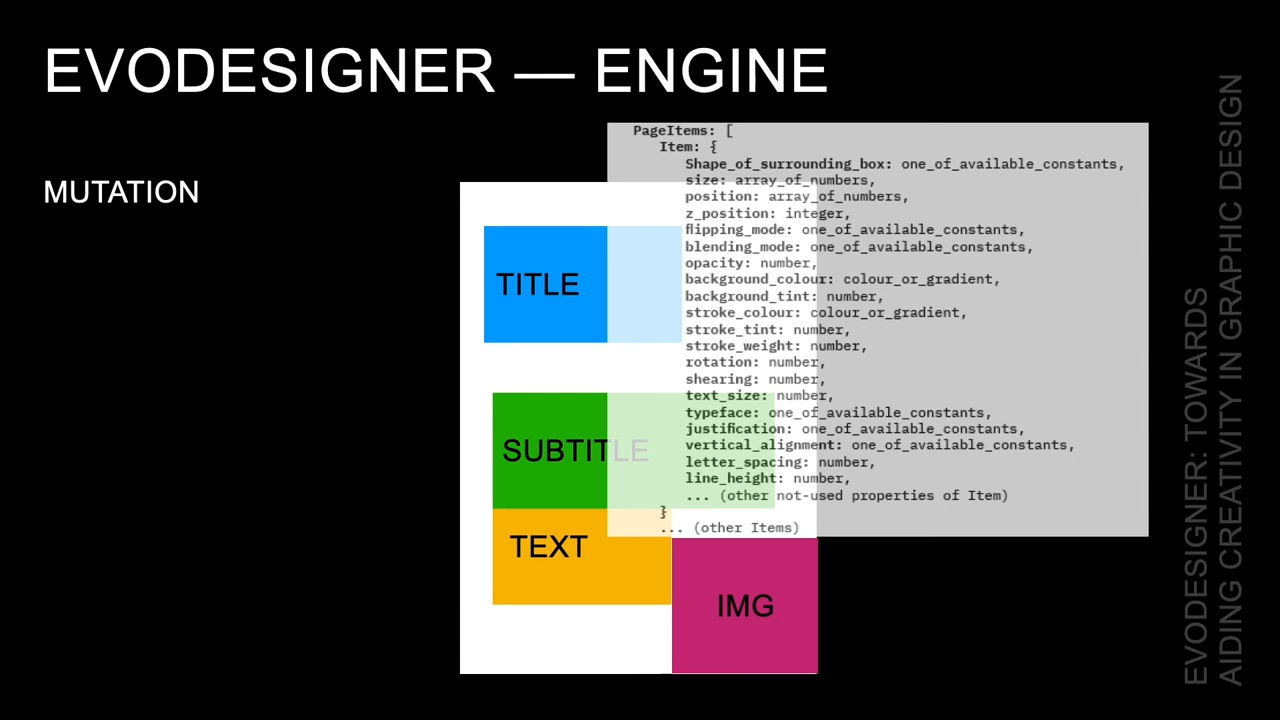 EVODESIGNER — ENGINE
MUTATION
PageItems: [
Item: {
Shape_of_surrounding_box: one_of_available_constants,
size: array_of_numbers,
position: array_of_numbers,
z_position: integer,
flipping_mode: one_of_available_constants,
blending_mode: one_of_available_constants,
opacity: number,
background_colour: colour_or_gradient,
background_tint: number,
stroke_colour: colour_or_gradient,
stroke_tint: number,
stroke_weight: number,
rotation: number,
shearing: number,
text_size: number,
typeface: one_of_available_constants,
justification: one_of_available_constants,
vertical_alignment: one_of_available_constants,
letter_spacing: number,
line_height: number,
... (other not-used properties of Item)
}
... (other Items)
TITLE
SUBTITLE
TEXT
IMG
EVODESIGNER: TOWARDS
AIDING CREATIVITY IN GRAPHIC DESIGN